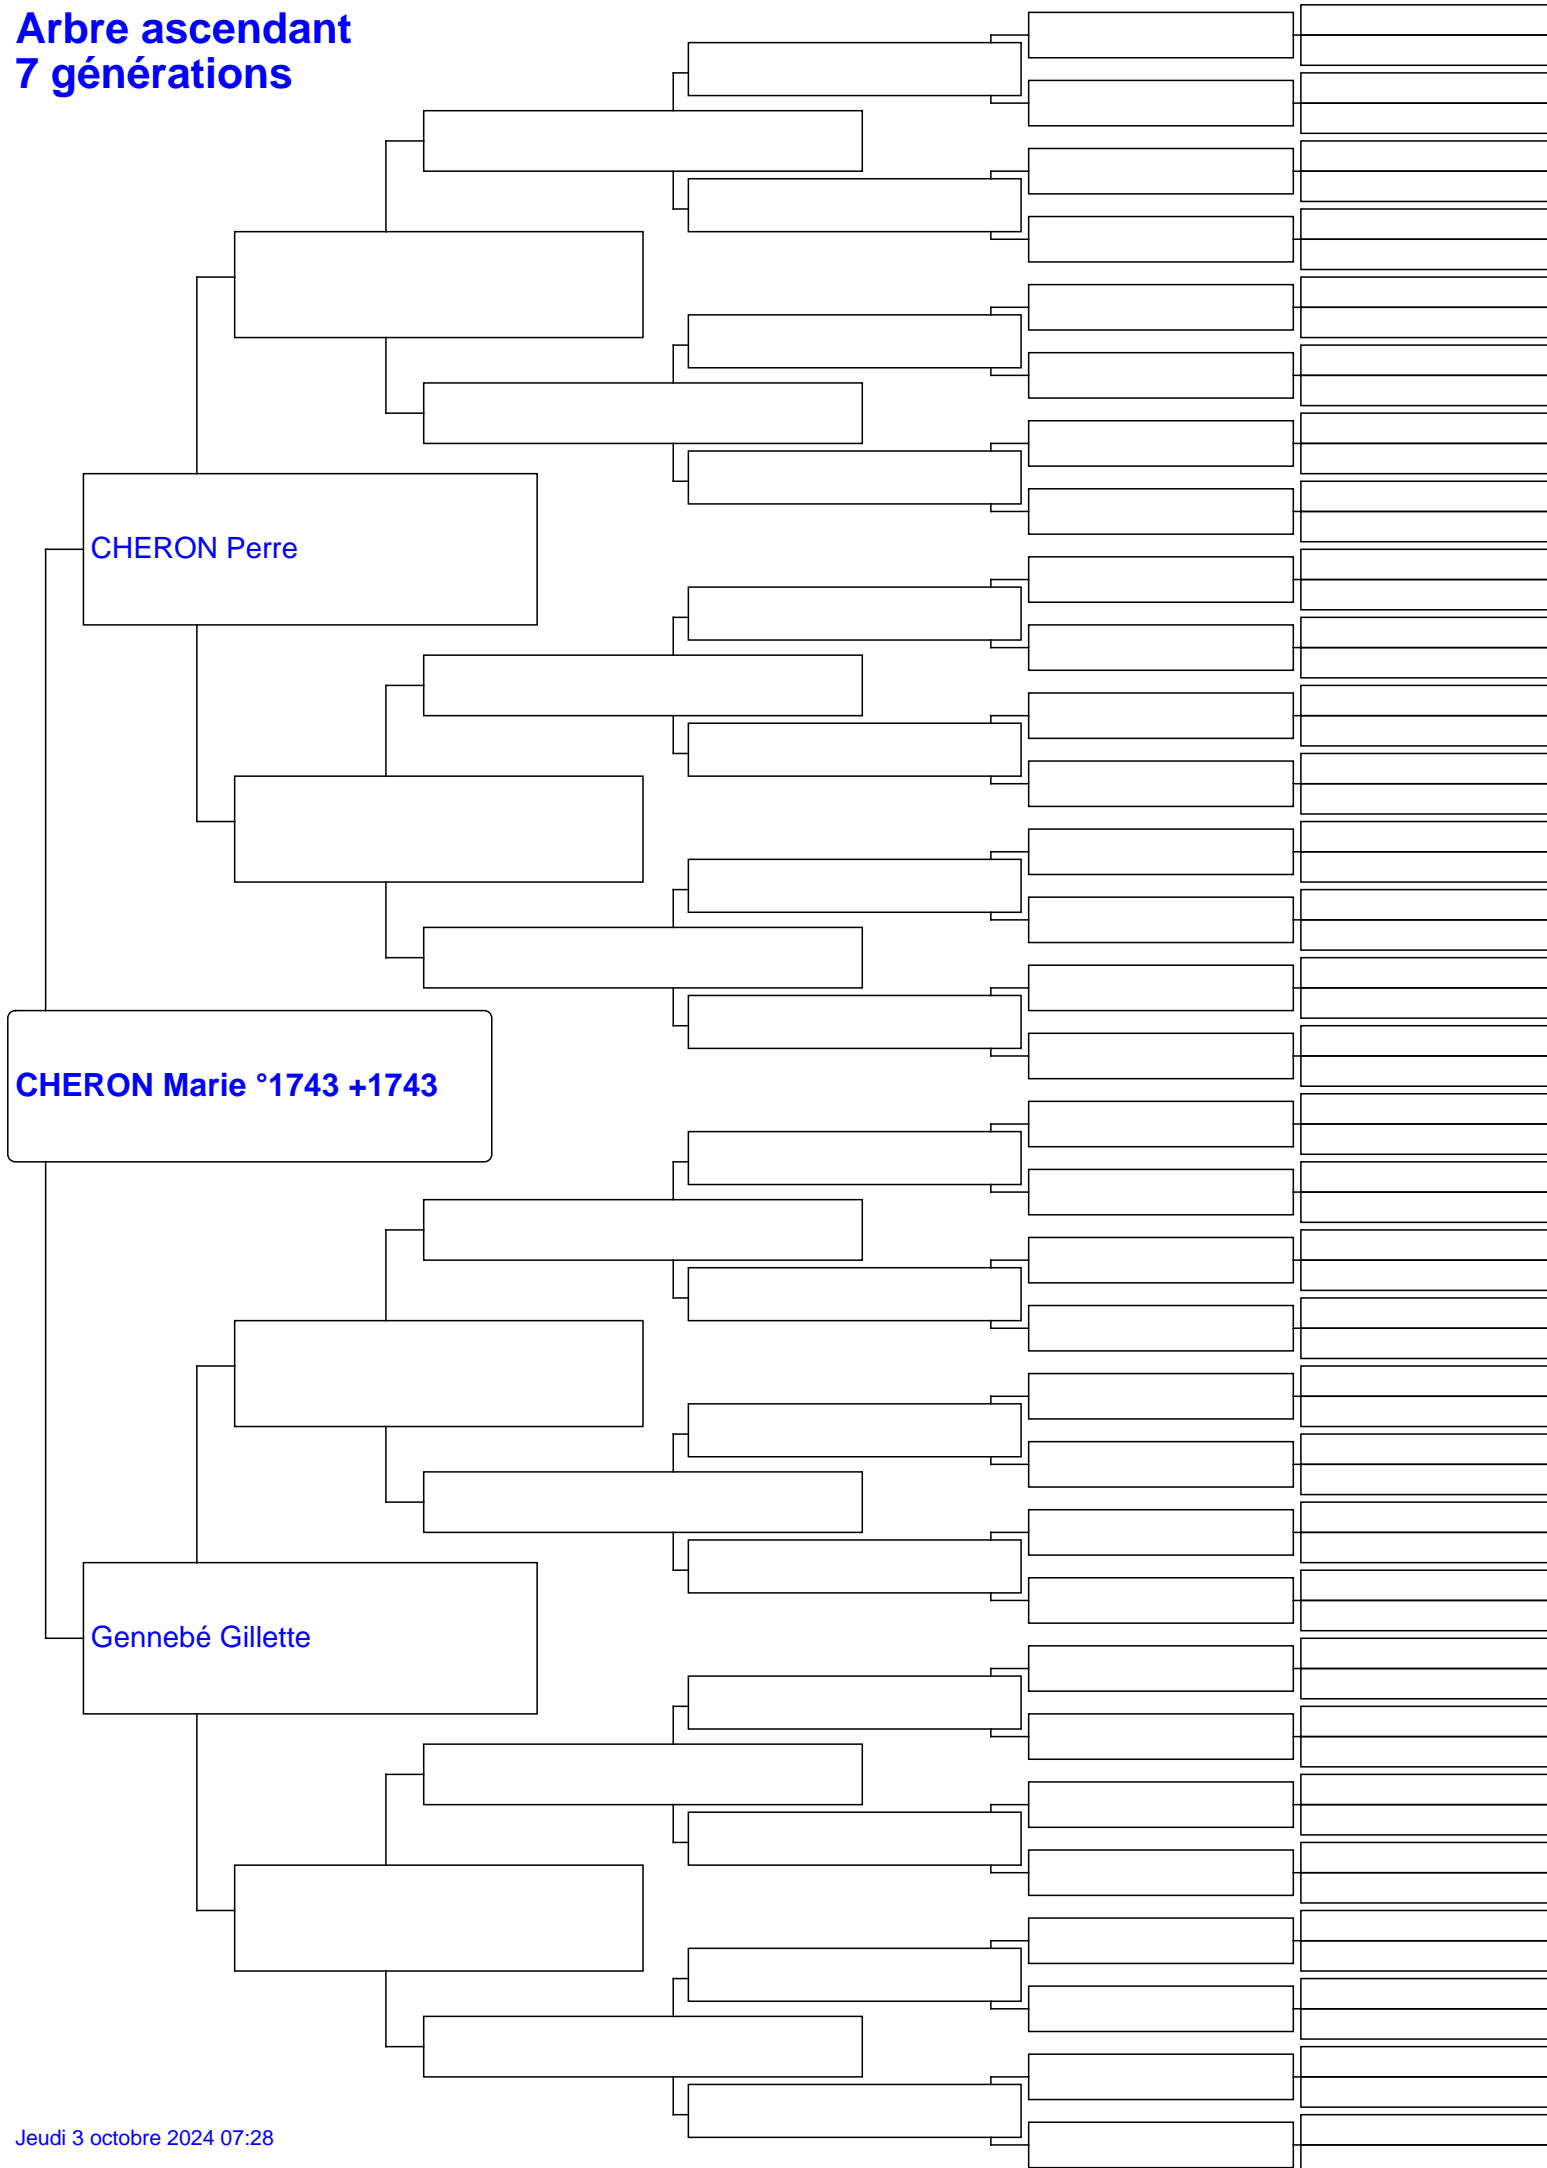 Arbre ascendant
7 générations
CHERON Perre
CHERON Marie °1743 +1743
Gennebé Gillette
Jeudi 3 octobre 2024 07:28